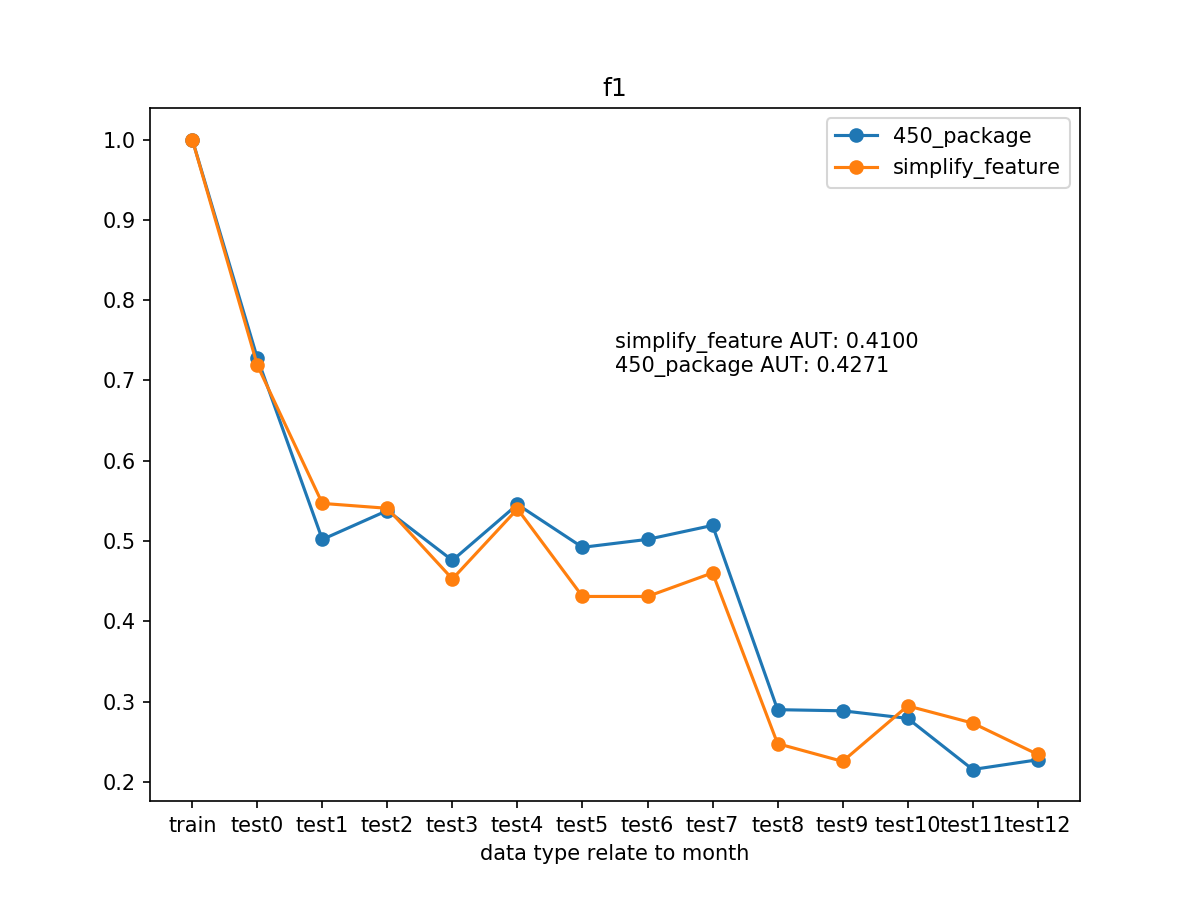 f1
450_package
simplify_feature
1.0
0.9
0.8
0.7
0.6
0.5
0.4
0.3
0.2
simplify_feature AUT: 0.4100
450_package AUT: 0.4271
train test0 test1 test2 test3 test4 test5 test6 test7 test8 test9 test10 test11 test12
data type relate to month